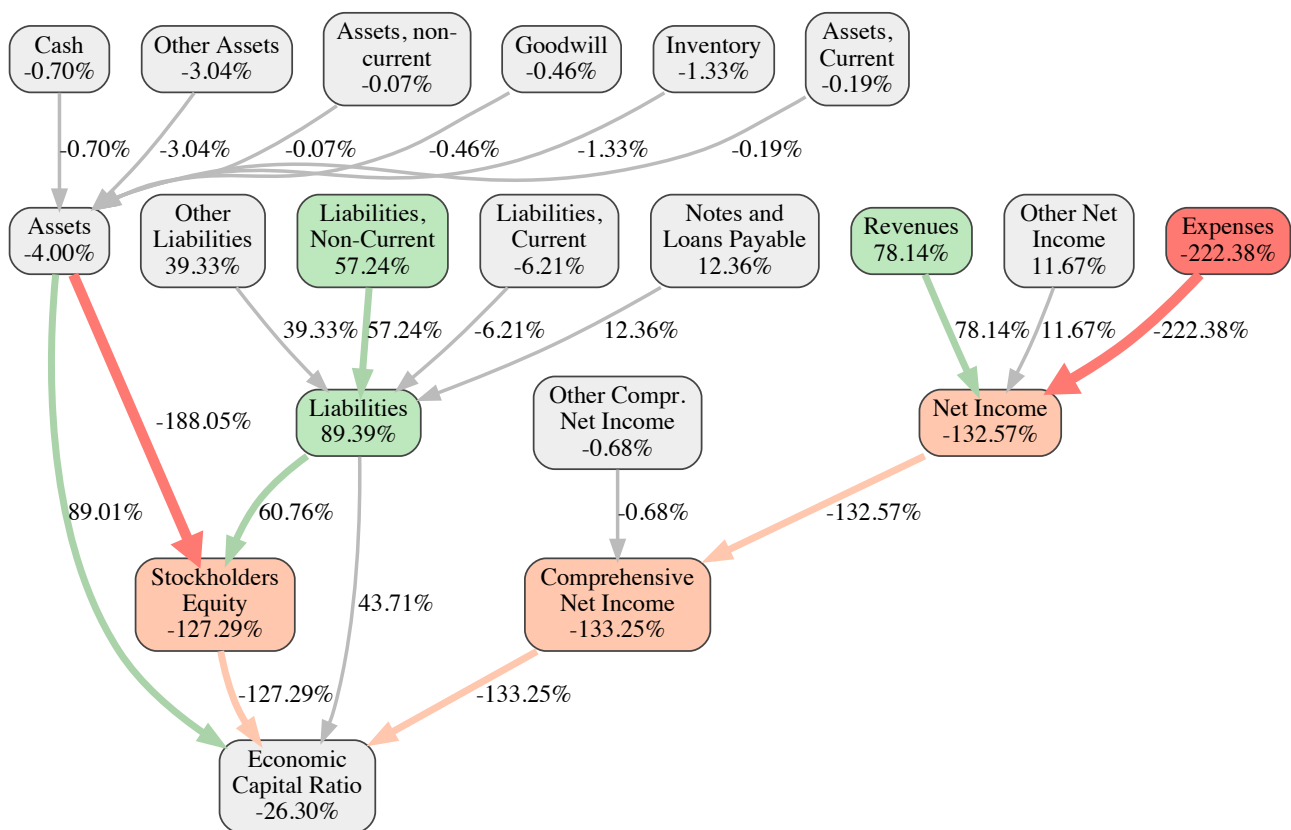 Cash
-0.70%
Other Assets
-3.04%
Assets, non-
current
-0.07%
Goodwill
-0.46%
Inventory
-1.33%
Assets,
Current
-0.19%
-0.70%
-3.04%
-0.07%
-0.46%
-1.33%
-0.19%
Assets
-4.00%
Other
Liabilities
39.33%
Liabilities,
Non-Current
57.24%
Liabilities,
Current
-6.21%
Notes and
Loans Payable
12.36%
Revenues
78.14%
Other Net
Income
11.67%
Expenses
-222.38%
39.33%
57.24%
-6.21%
12.36%
78.14%
11.67%
-222.38%
-188.05%
Liabilities
89.39%
Other Compr.
Net Income
-0.68%
Net Income
-132.57%
89.01%
60.76%
-0.68%
-132.57%
Stockholders
Equity
-127.29%
43.71%
Comprehensive
Net Income
-133.25%
-127.29%
-133.25%
Economic
Capital Ratio
-26.30%